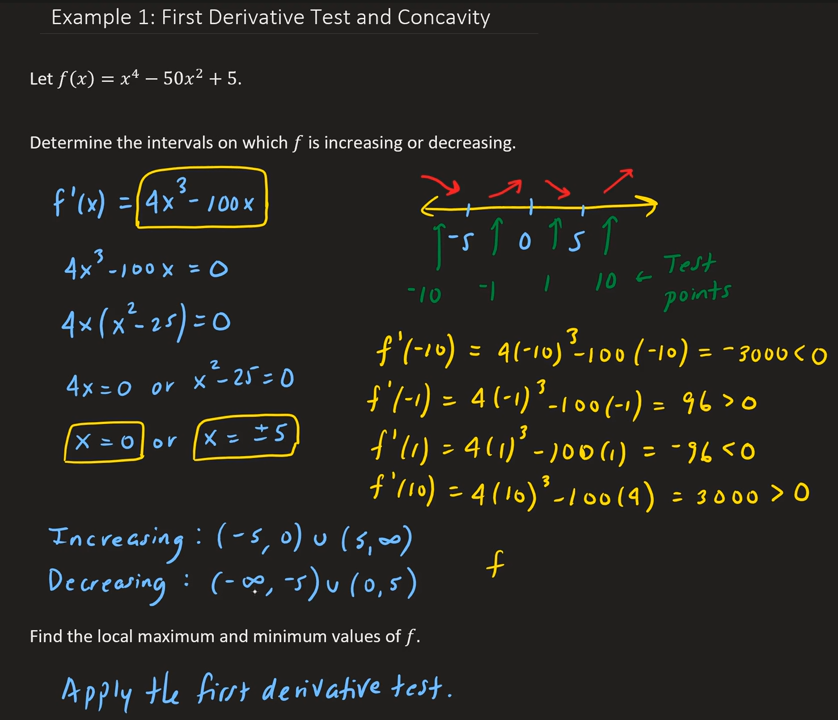 Example 1: First Derivative Test and Concavity
Let f(x) = x⁴ − 50x² + 5.
Determine the intervals on which f is increasing or decreasing.
f'(x) = 4x³ - 100x
4x³ - 100x = 0
4x(x² - 25) = 0
4x = 0 or x² - 25 = 0
x = 0 or x = ±5
-5 0 5
-10 -1 1 10 ← Test points
f'(-10) = 4(-10)³ - 100(-10) = -3000 < 0
f'(-1) = 4(-1)³ - 100(-1) = 96 > 0
f'(1) = 4(1)³ - 100(1) = -96 < 0
f'(10) = 4(10)³ - 100(4) = 3000 > 0
Increasing : (-5, 0) ∪ (5, ∞)
Decreasing : (-∞, -5) ∪ (0, 5)
f
Find the local maximum and minimum values of f.
Apply the first derivative test.